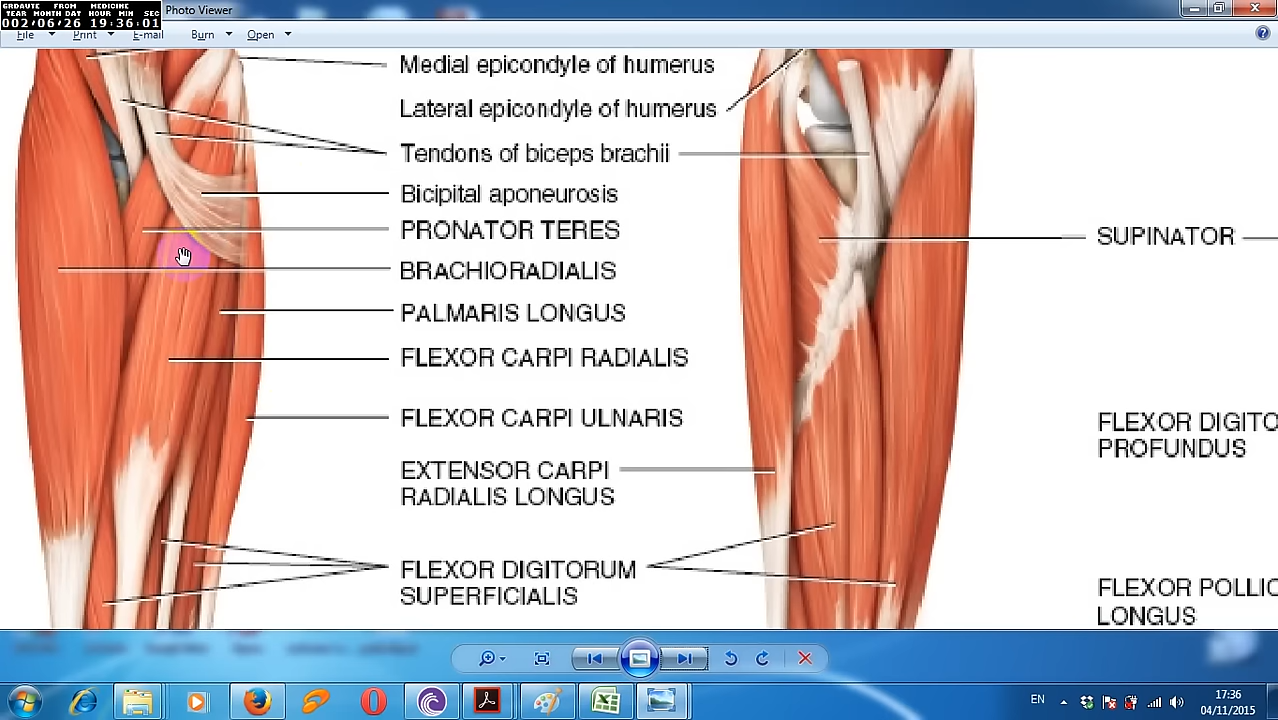 GRDAUTE FROM MEDICINE
YEAR MONTH DAY HOUR MIN SEC
002/06/26 19:36:01
Photo Viewer
File Print E-mail Burn Open
Medial epicondyle of humerus
Lateral epicondyle of humerus
Tendons of biceps brachii
Bicipital aponeurosis
PRONATOR TERES
SUPINATOR
BRACHIORADIALIS
PALMARIS LONGUS
FLEXOR CARPI RADIALIS
FLEXOR CARPI ULNARIS
FLEXOR DIGITO
PROFUNDUS
EXTENSOR CARPI
RADIALIS LONGUS
FLEXOR DIGITORUM
SUPERFICIALIS
FLEXOR POLLIC
LONGUS
EN
17:36
04/11/2015